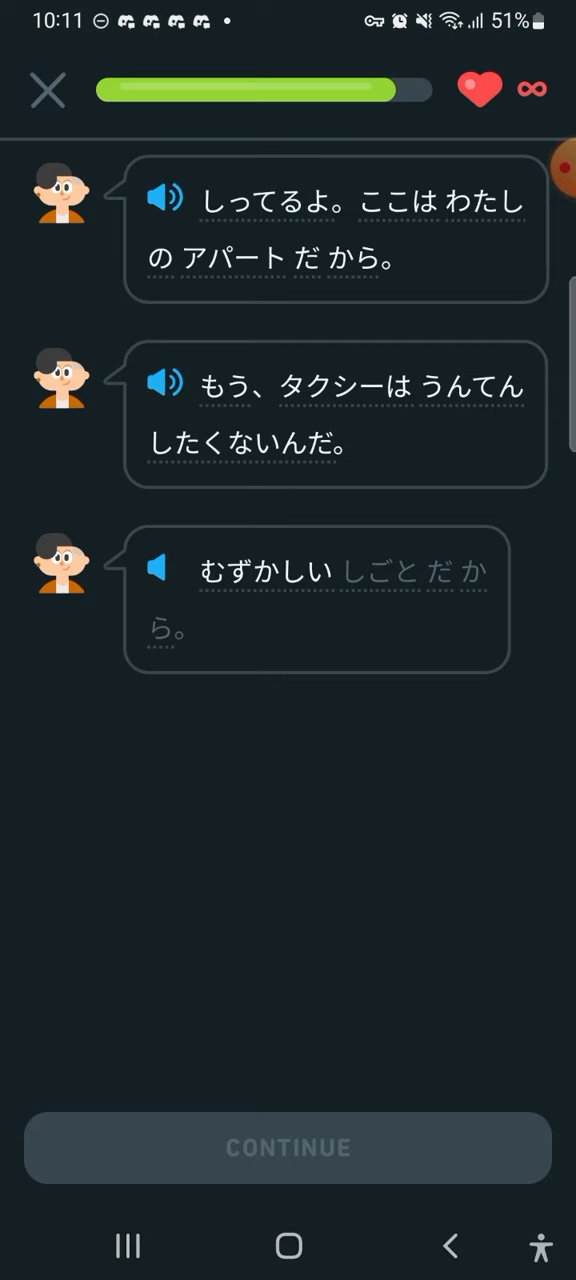 10:11 51%
しってるよ。ここは わたし
の アパート だ から。
もう、タクシーは うんてん
したくないんだ。
むずかしい しごと だ か
ら。
CONTINUE